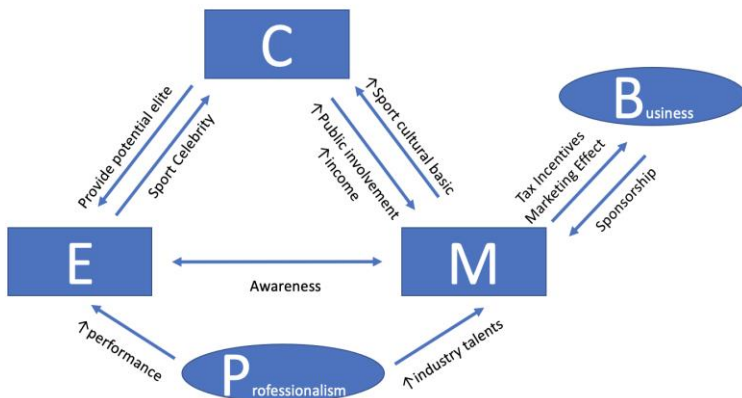 C
Business
Provide potential elite
Sport Celebrity
↑Public involvement
↑income
↑Sport cultural basic
Tax Incentives
Marketing Effect
Sponsorship
E
M
Awareness
↑performance
Professionalism
↑industry talents